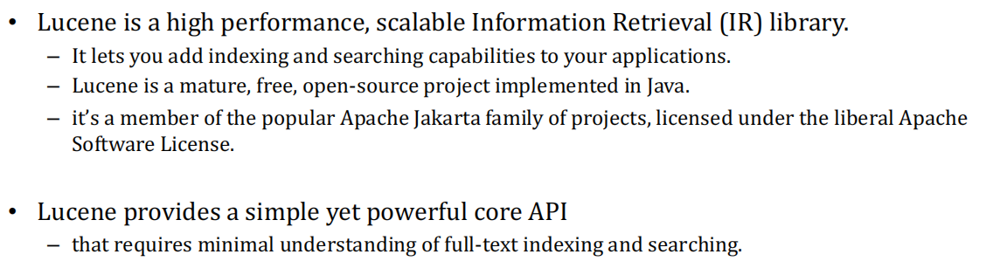 • Lucene is a high performance, scalable Information Retrieval (IR) library.
– It lets you add indexing and searching capabilities to your applications.
– Lucene is a mature, free, open-source project implemented in Java.
– it's a member of the popular Apache Jakarta family of projects, licensed under the liberal Apache
Software License.
• Lucene provides a simple yet powerful core API
– that requires minimal understanding of full-text indexing and searching.